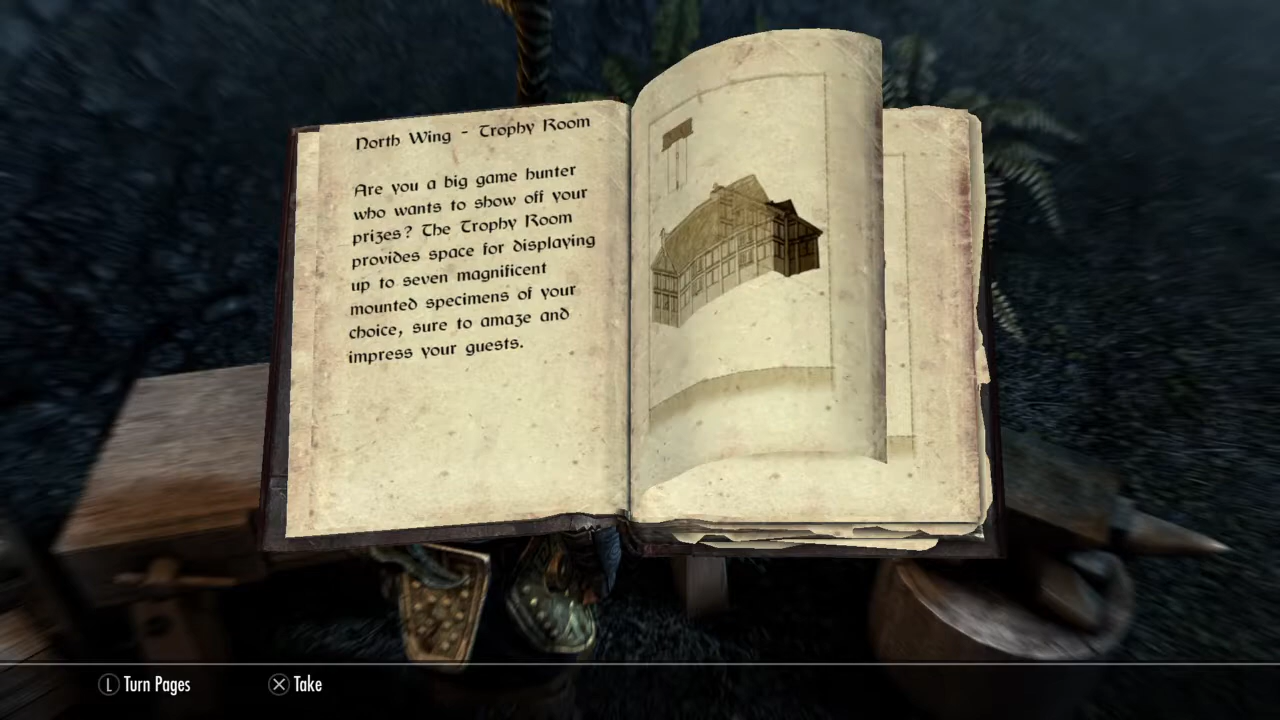 North Wing - Trophy Room
Are you a big game hunter
who wants to show off your
prizes? The Trophy Room
provides space for displaying
up to seven magnificent
mounted specimens of your
choice, sure to amaze and
impress your guests.
L Turn Pages
X Take